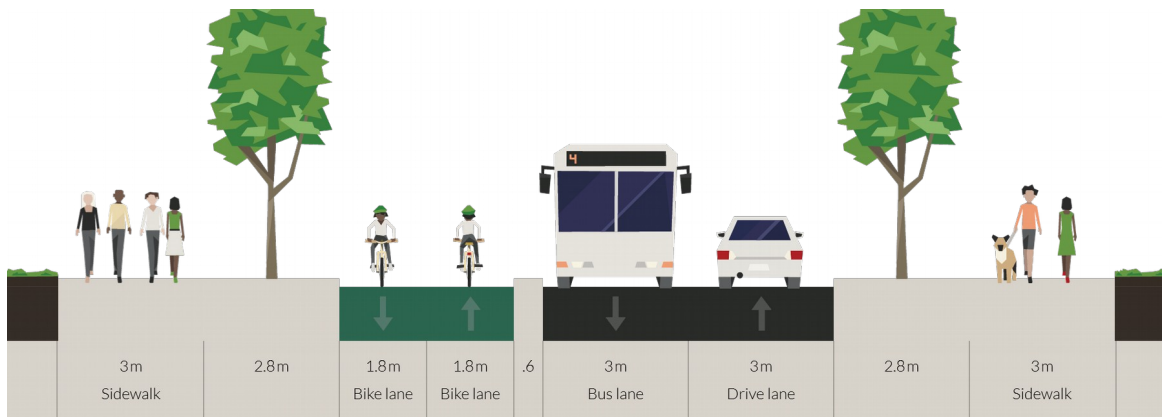 4
3m
Sidewalk
2.8m
1.8m
Bike lane
1.8m
Bike lane
.6
3m
Bus lane
3m
Drive lane
2.8m
3m
Sidewalk